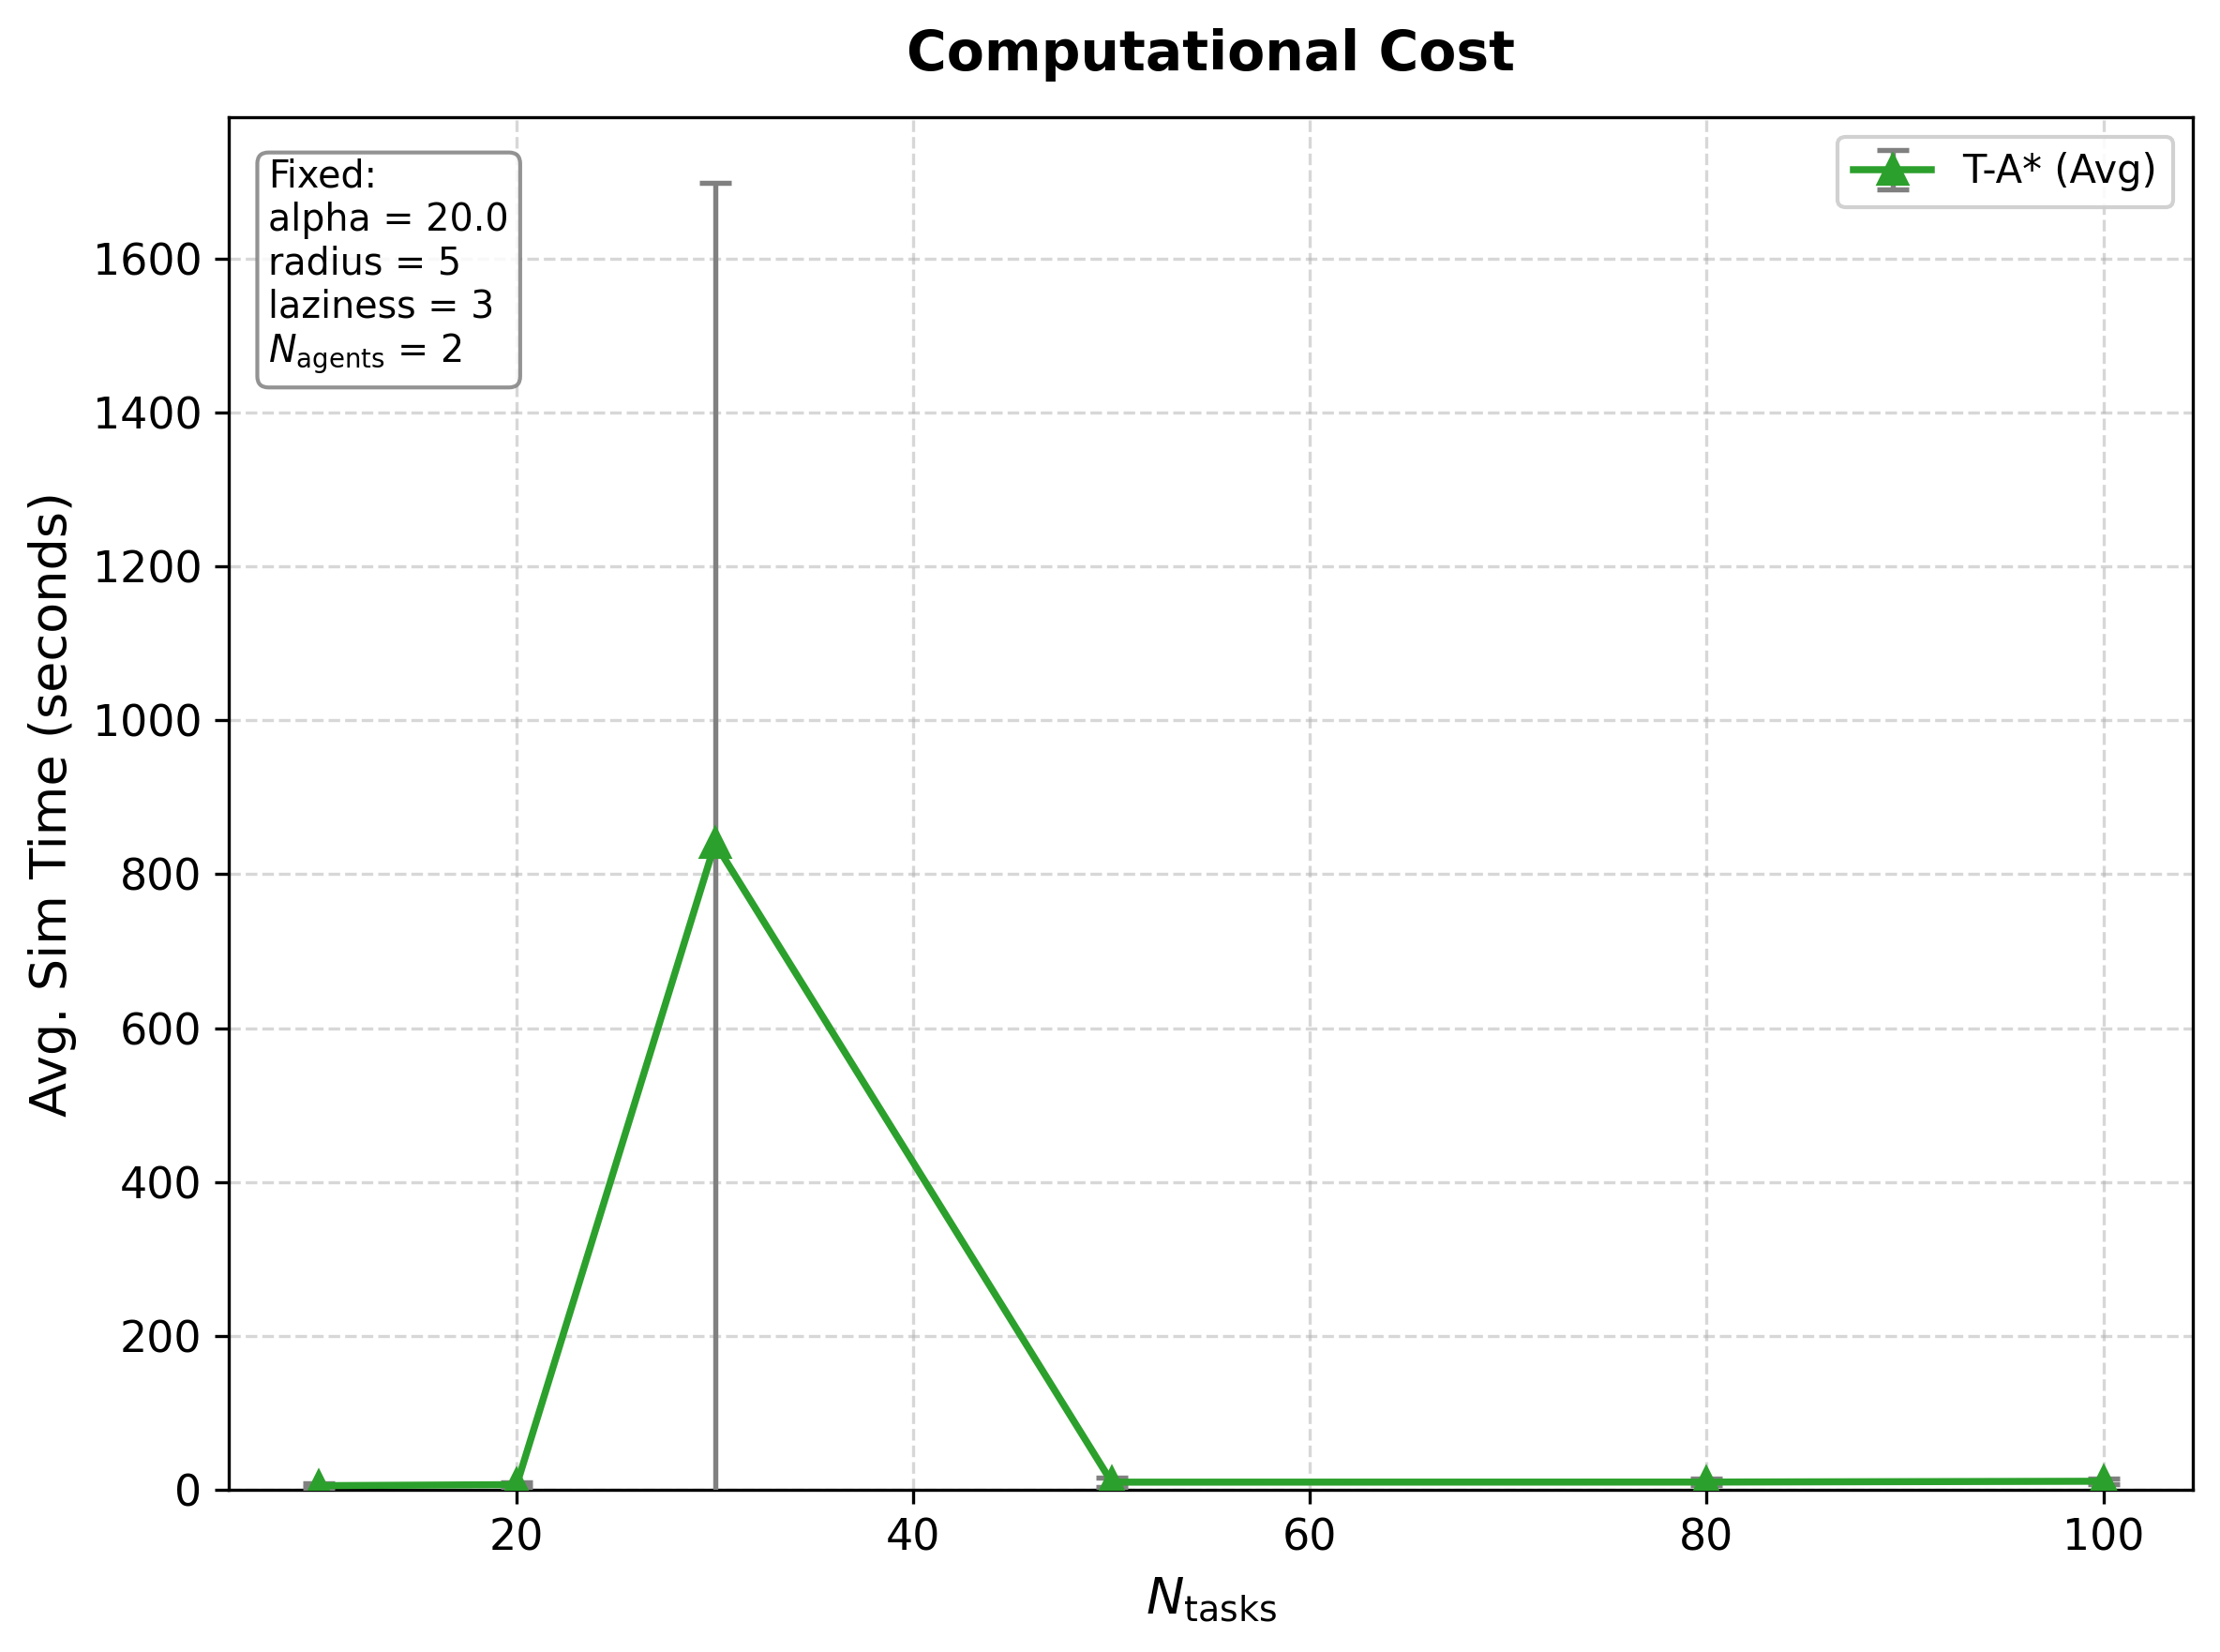 Computational Cost
Fixed:
alpha = 20.0
radius = 5
laziness = 3
N_agents = 2
T-A* (Avg)
Avg. Sim Time (seconds)
1600
1400
1200
1000
800
600
400
200
0
20 40 60 80 100
N_tasks